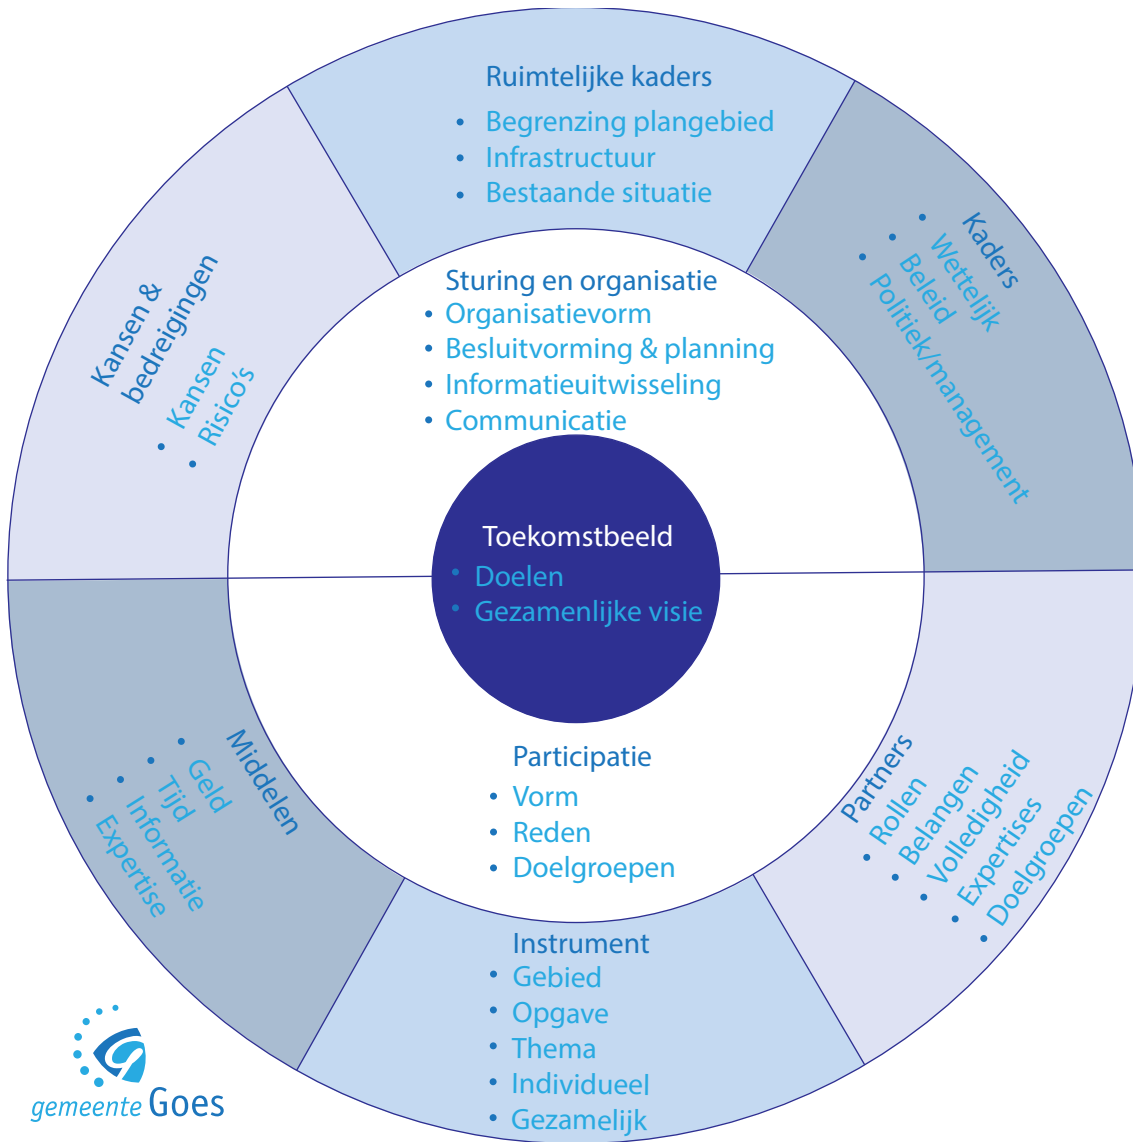 Ruimtelijke kaders
• Begrenzing plangebied
• Infrastructuur
• Bestaande situatie
Kaders
• Wettelijk
• Beleid
• Politiek/management
Partners
• Rollen
• Belangen
• Volledigheid
• Expertises
• Doelgroepen
Instrument
• Gebied
• Opgave
• Thema
• Individueel
• Gezamelijk
Middelen
• Geld
• Tijd
• Informatie
• Expertise
Kansen &
bedreigingen
• Kansen
• Risico's
Sturing en organisatie
• Organisatievorm
• Besluitvorming & planning
• Informatieuitwisseling
• Communicatie
Toekomstbeeld
• Doelen
• Gezamenlijke visie
Participatie
• Vorm
• Reden
• Doelgroepen
gemeente Goes